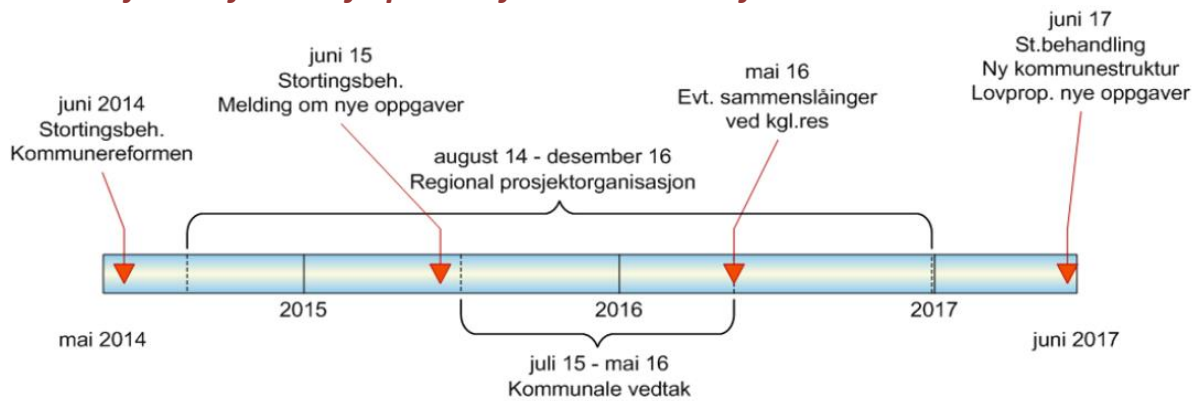 juni 2014
Stortingsbeh.
Kommunereformen
juni 15
Stortingsbeh.
Melding om nye oppgaver
august 14 - desember 16
Regional prosjektorganisasjon
mai 16
Evt. sammenslåinger
ved kgl.res
juni 17
St.behandling
Ny kommunestruktur
Lovprop. nye oppgaver
2015
2016
2017
mai 2014
juni 2017
juli 15 - mai 16
Kommunale vedtak